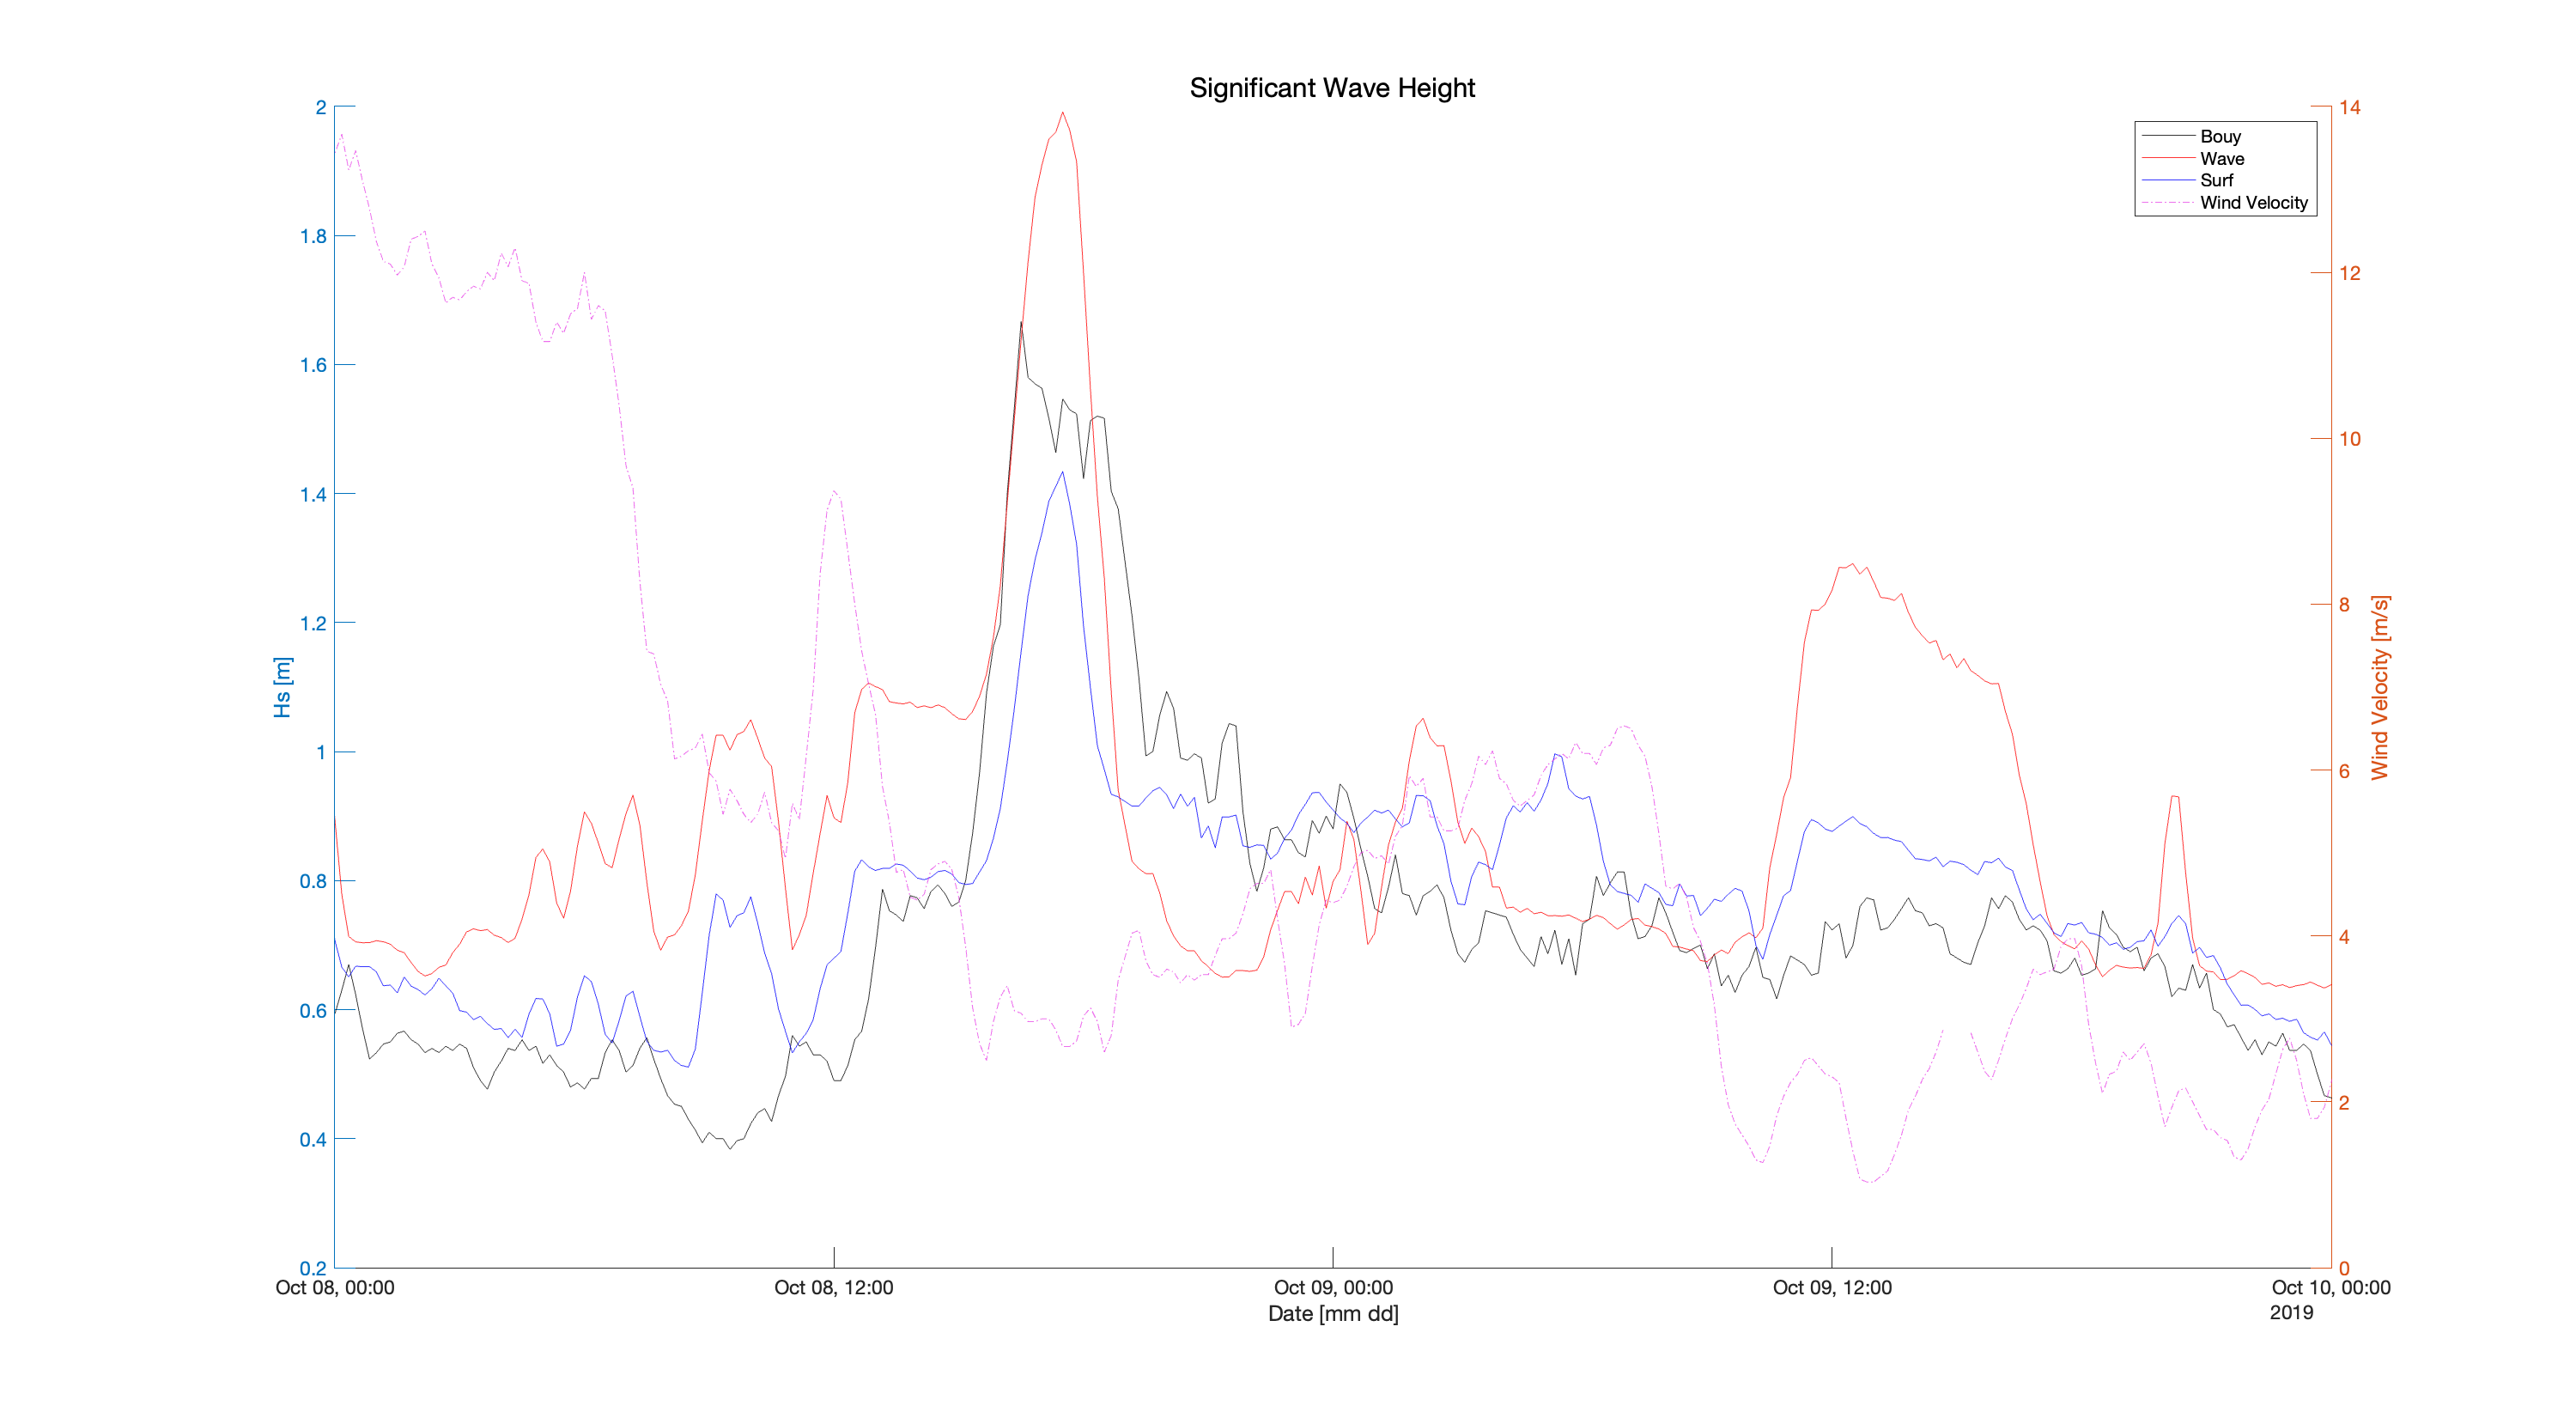 Significant Wave Height
2
1.8
1.6
1.4
1.2
1
0.8
0.6
0.4
0.2
Hs [m]
14
12
10
8
6
4
2
0
Wind Velocity [m/s]
Bouy
Wave
Surf
Wind Velocity
Oct 08, 00:00
Oct 08, 12:00
Oct 09, 00:00
Oct 09, 12:00
Oct 10, 00:00
Date [mm dd]
2019